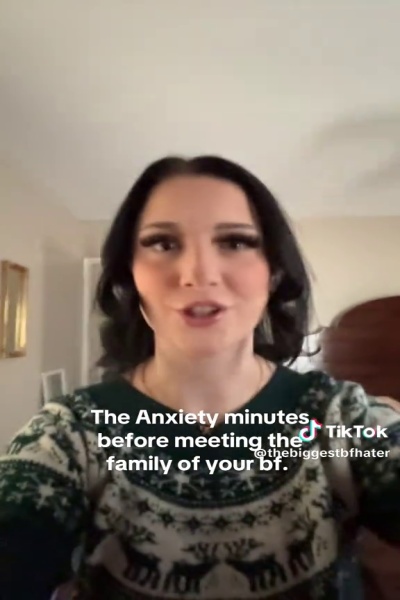 The Anxiety minutes
before meeting the
family of your bf.
TikTok
@thebiggestbfhater